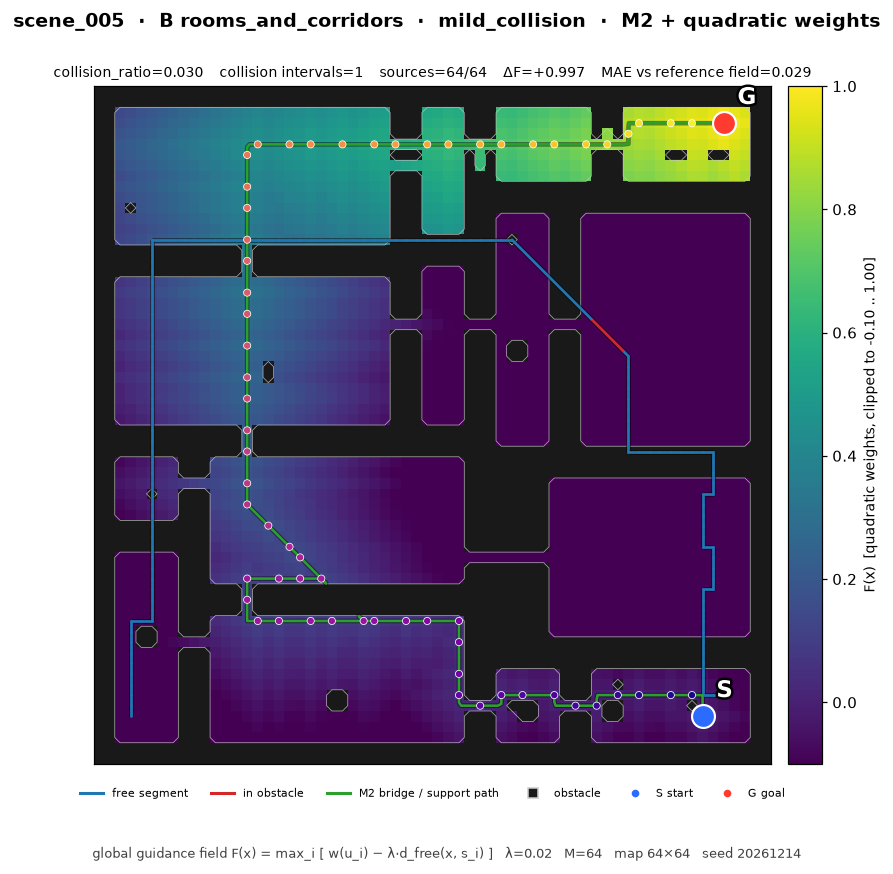 scene_005 · B rooms_and_corridors · mild_collision · M2 + quadratic weights
collision_ratio=0.030 collision intervals=1 sources=64/64 ΔF=+0.997 MAE vs reference field=0.029
G
1.0
0.8
0.6
0.4
0.2
0.0
F(x) [quadratic weights, clipped to -0.10 .. 1.00]
S
free segment in obstacle M2 bridge / support path obstacle S start G goal
global guidance field F(x) = max_i [ w(u_i) − λ·d_free(x, s_i) ] λ=0.02 M=64 map 64×64 seed 20261214